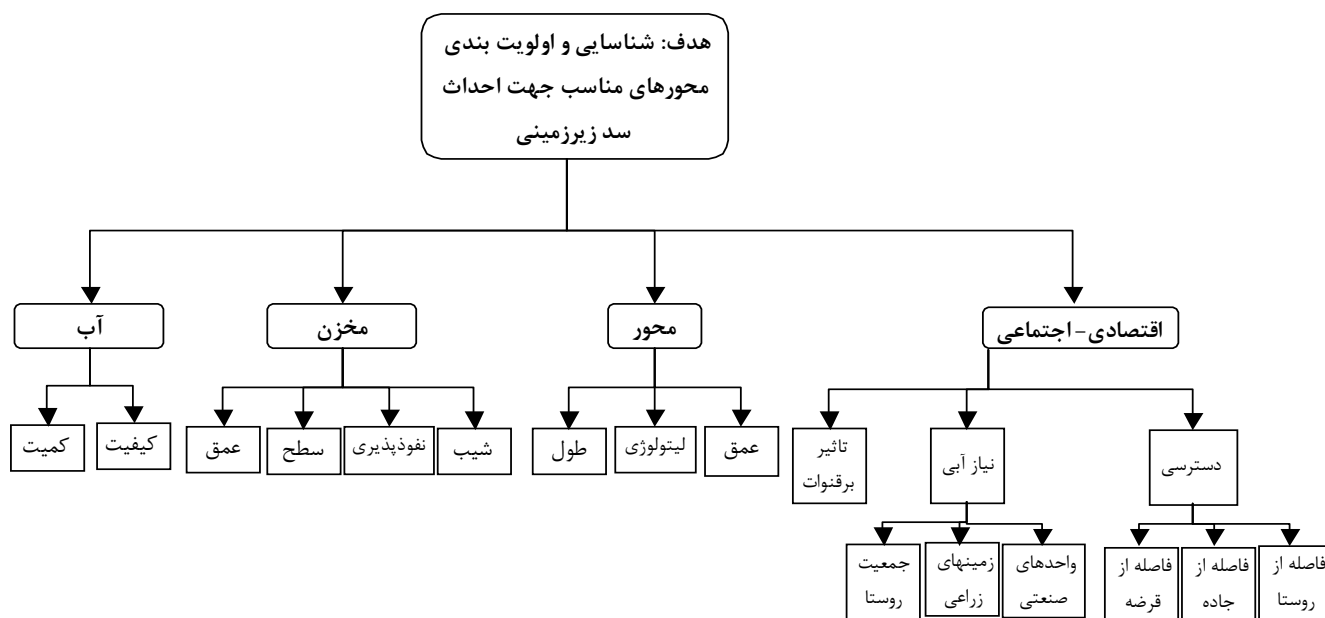 هدف: شناسایی و اولویت بندی
محورهای مناسب جهت احداث
سد زیرزمینی
اقتصادی - اجتماعی
محور
مخزن
آب
دسترسی
نیاز آبی
تاثیر
برقنوات
عمق
لیتولوژی
طول
شیب
نفوذپذیری
سطح
عمق
کیفیت
کمیت
فاصله از
روستا
فاصله از
جاده
فاصله از
قرضه
واحدهای
صنعتی
زمینهای
زراعی
جمعیت
روستا